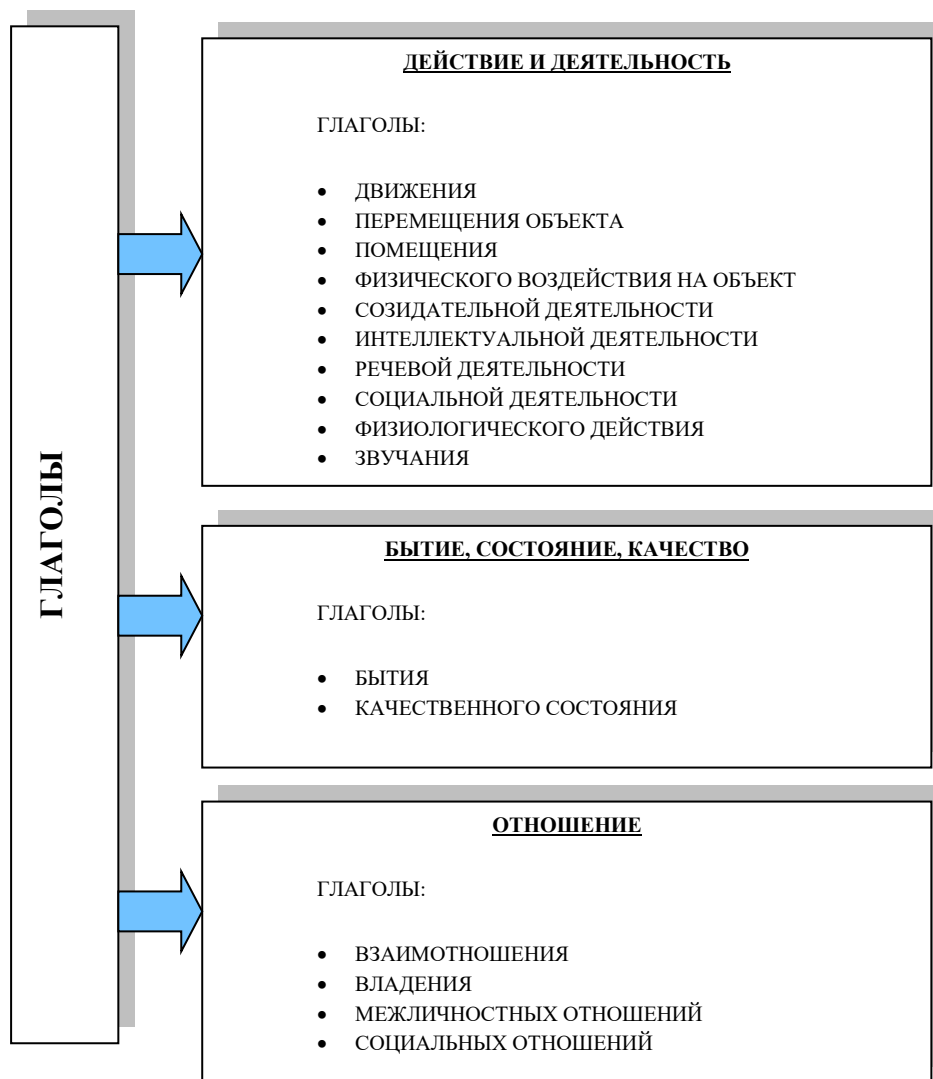 ГЛАГОЛЫ
ДЕЙСТВИЕ И ДЕЯТЕЛЬНОСТЬ
ГЛАГОЛЫ:
• ДВИЖЕНИЯ
• ПЕРЕМЕЩЕНИЯ ОБЪЕКТА
• ПОМЕЩЕНИЯ
• ФИЗИЧЕСКОГО ВОЗДЕЙСТВИЯ НА ОБЪЕКТ
• СОЗИДАТЕЛЬНОЙ ДЕЯТЕЛЬНОСТИ
• ИНТЕЛЛЕКТУАЛЬНОЙ ДЕЯТЕЛЬНОСТИ
• РЕЧЕВОЙ ДЕЯТЕЛЬНОСТИ
• СОЦИАЛЬНОЙ ДЕЯТЕЛЬНОСТИ
• ФИЗИОЛОГИЧЕСКОГО ДЕЙСТВИЯ
• ЗВУЧАНИЯ
БЫТИЕ, СОСТОЯНИЕ, КАЧЕСТВО
ГЛАГОЛЫ:
• БЫТИЯ
• КАЧЕСТВЕННОГО СОСТОЯНИЯ
ОТНОШЕНИЕ
ГЛАГОЛЫ:
• ВЗАИМОТНОШЕНИЯ
• ВЛАДЕНИЯ
• МЕЖЛИЧНОСТНЫХ ОТНОШЕНИЙ
• СОЦИАЛЬНЫХ ОТНОШЕНИЙ